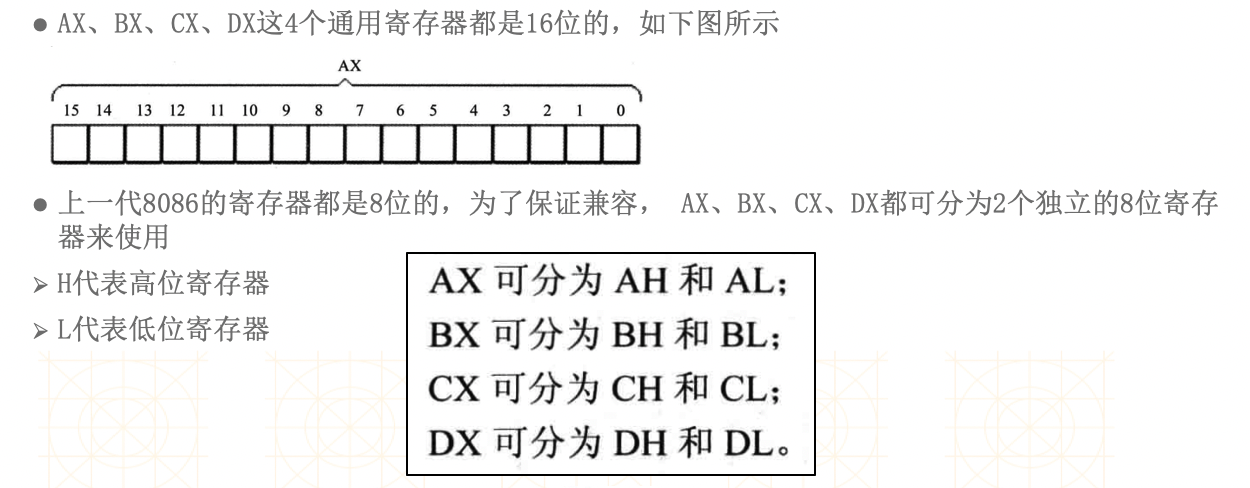 ● AX、BX、CX、DX这4个通用寄存器都是16位的，如下图所示
AX
15 14 13 12 11 10 9 8 7 6 5 4 3 2 1 0
● 上一代8086的寄存器都是8位的，为了保证兼容， AX、BX、CX、DX都可分为2个独立的8位寄存
器来使用
➢ H代表高位寄存器
➢ L代表低位寄存器
AX 可分为 AH 和 AL；
BX 可分为 BH 和 BL；
CX 可分为 CH 和 CL；
DX 可分为 DH 和 DL。